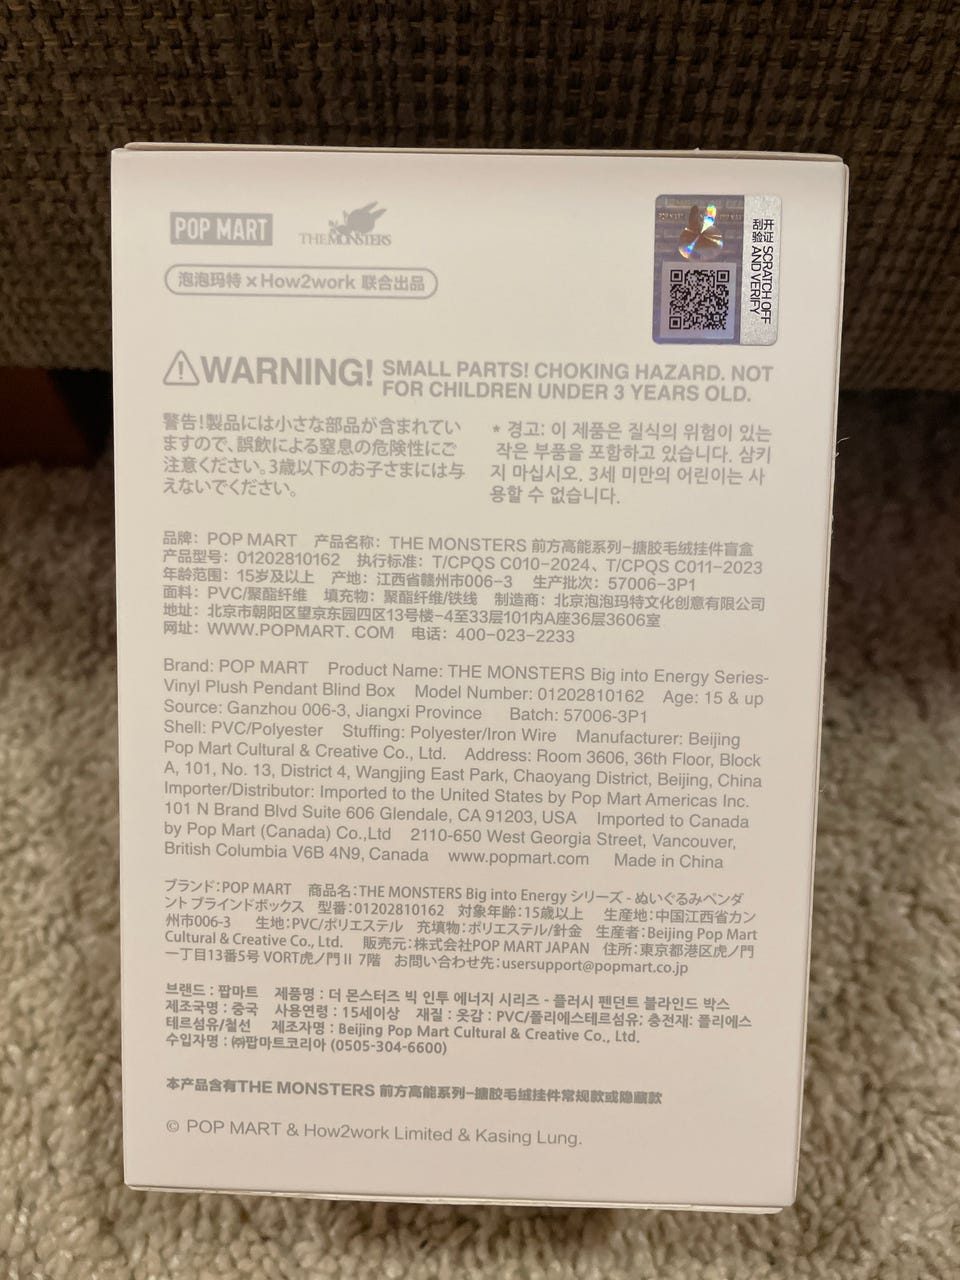 POP MART
THE MONSTERS
泡泡玛特 × How2work 联合出品
开盒 SCRATCH OFF
刮验 AND VERIFY
WARNING! SMALL PARTS! CHOKING HAZARD. NOT
FOR CHILDREN UNDER 3 YEARS OLD.
警告!製品には小さな部品が含まれてい
ますので、誤飲による窒息の危険性にご
注意ください。3歳以下のお子さまには与
えないでください。
* 경고: 이 제품은 질식의 위험이 있는
작은 부품을 포함하고 있습니다. 삼키
지 마십시오. 3세 미만의 어린이는 사
용할 수 없습니다.
品牌: POP MART 产品名称: THE MONSTERS 前方高能系列-搪胶毛绒挂件盲盒
产品型号: 01202810162 执行标准: T/CPQS C010-2024、T/CPQS C011-2023
年龄范围: 15岁及以上 产地: 江西省赣州市006-3 生产批次: 57006-3P1
面料: PVC/聚酯纤维 填充物: 聚酯纤维/铁线 制造商: 北京泡泡玛特文化创意有限公司
地址: 北京市朝阳区望京东园四区13号楼-4至33层101内A座36层3606室
网址: WWW.POPMART.COM 电话: 400-023-2233
Brand: POP MART Product Name: THE MONSTERS Big into Energy Series-
Vinyl Plush Pendant Blind Box Model Number: 01202810162 Age: 15 & up
Source: Ganzhou 006-3, Jiangxi Province Batch: 57006-3P1
Shell: PVC/Polyester Stuffing: Polyester/Iron Wire Manufacturer: Beijing
Pop Mart Cultural & Creative Co., Ltd. Address: Room 3606, 36th Floor, Block
A, 101, No. 13, District 4, Wangjing East Park, Chaoyang District, Beijing, China
Importer/Distributor: Imported to the United States by Pop Mart Americas Inc.
101 N Brand Blvd Suite 606 Glendale, CA 91203, USA Imported to Canada
by Pop Mart (Canada) Co.,Ltd 2110-650 West Georgia Street, Vancouver,
British Columbia V6B 4N9, Canada www.popmart.com Made in China
ブランド:POP MART 商品名:THE MONSTERS Big into Energy シリーズ - ぬいぐるみペンダ
ント ブラインドボックス 型番:01202810162 対象年齢:15歳以上 生産地:中国江西省カン
州市006-3 生地:PVC/ポリエステル 充填物:ポリエステル/針金 生産者:Beijing Pop Mart
Cultural & Creative Co., Ltd. 販売元:株式会社POP MART JAPAN 住所:東京都港区虎ノ門
一丁目13番5号 VORT虎ノ門 II 7階 お問い合わせ先:usersupport@popmart.co.jp
브랜드 : 팝마트 제품명 : 더 몬스터즈 빅 인투 에너지 시리즈 - 플러시 펜던트 블라인드 박스
제조국명 : 중국 사용연령 : 15세이상 재질 : 옷감 : PVC/폴리에스테르섬유; 충전재: 폴리에스
테르섬유/철선 제조자명 : Beijing Pop Mart Cultural & Creative Co., Ltd.
수입자명 : ㈜팝마트코리아 (0505-304-6600)
本产品含有THE MONSTERS 前方高能系列-搪胶毛绒挂件常规款或隐藏款
© POP MART & How2work Limited & Kasing Lung.